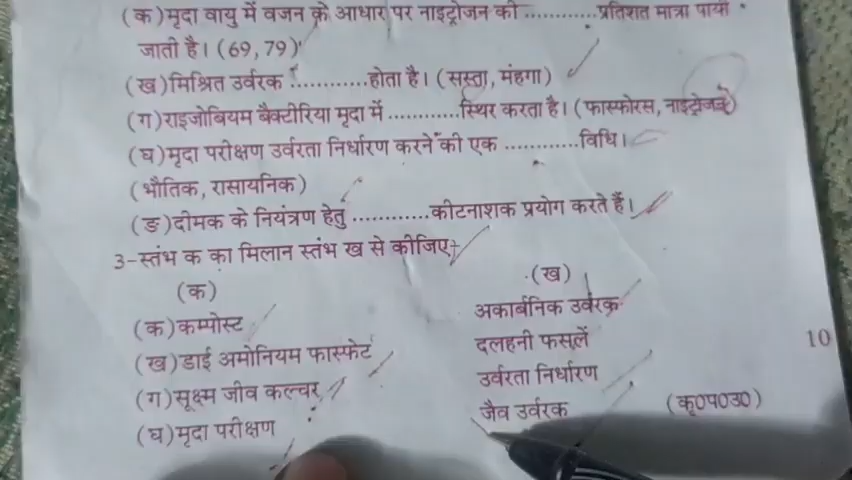 (क) मृदा वायु में वजन के आधार पर नाइट्रोजन की ............ प्रतिशत मात्रा पायी
जाती है। (69, 79)
(ख) मिश्रित उर्वरक ............ होता है। (सस्ता, मंहगा)
(ग) राइजोबियम बैक्टीरिया मृदा में ............ स्थिर करता है। (फास्फोरस, नाइट्रोजन)
(घ) मृदा परीक्षण उर्वरता निर्धारण करने की एक ............ विधि।
(भौतिक, रासायनिक)
(ङ) दीमक के नियंत्रण हेतु ............ कीटनाशक प्रयोग करते हैं।
3-स्तंभ क का मिलान स्तंभ ख से कीजिए-
(क) (ख)
(क) कम्पोस्ट अकार्बनिक उर्वरक
(ख) डाई अमोनियम फास्फेट दलहनी फसलें 10
(ग) सूक्ष्म जीव कल्चर उर्वरता निर्धारण
(घ) मृदा परीक्षण जैव उर्वरक (कृ0प0उ0)